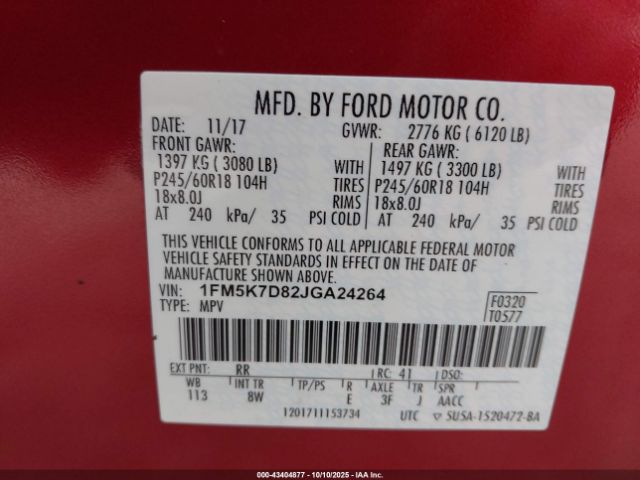 MFD. BY FORD MOTOR CO.
DATE: 11/17 GVWR: 2776 KG ( 6120 LB)
FRONT GAWR: REAR GAWR:
1397 KG ( 3080 LB) WITH 1497 KG ( 3300 LB) WITH
P245/60R18 104H TIRES P245/60R18 104H TIRES
18x8.0J RIMS 18x8.0J RIMS
AT 240 kPa/ 35 PSI COLD AT 240 kPa/ 35 PSI COLD
THIS VEHICLE CONFORMS TO ALL APPLICABLE FEDERAL MOTOR
VEHICLE SAFETY STANDARDS IN EFFECT ON THE DATE OF
MANUFACTURE SHOWN ABOVE.
VIN: 1FM5K7D82JGA24264
TYPE: MPV
F0320
T0577
EXT PNT: RR RC: 41 DSO:
WB INT TR TP/PS R AXLE TR SPR
113 8W E 3F J AACC
1201711153734 UTC ▽ SU5A-1520472-BA
000-43404877 - 10/10/2025 - IAAI.CA